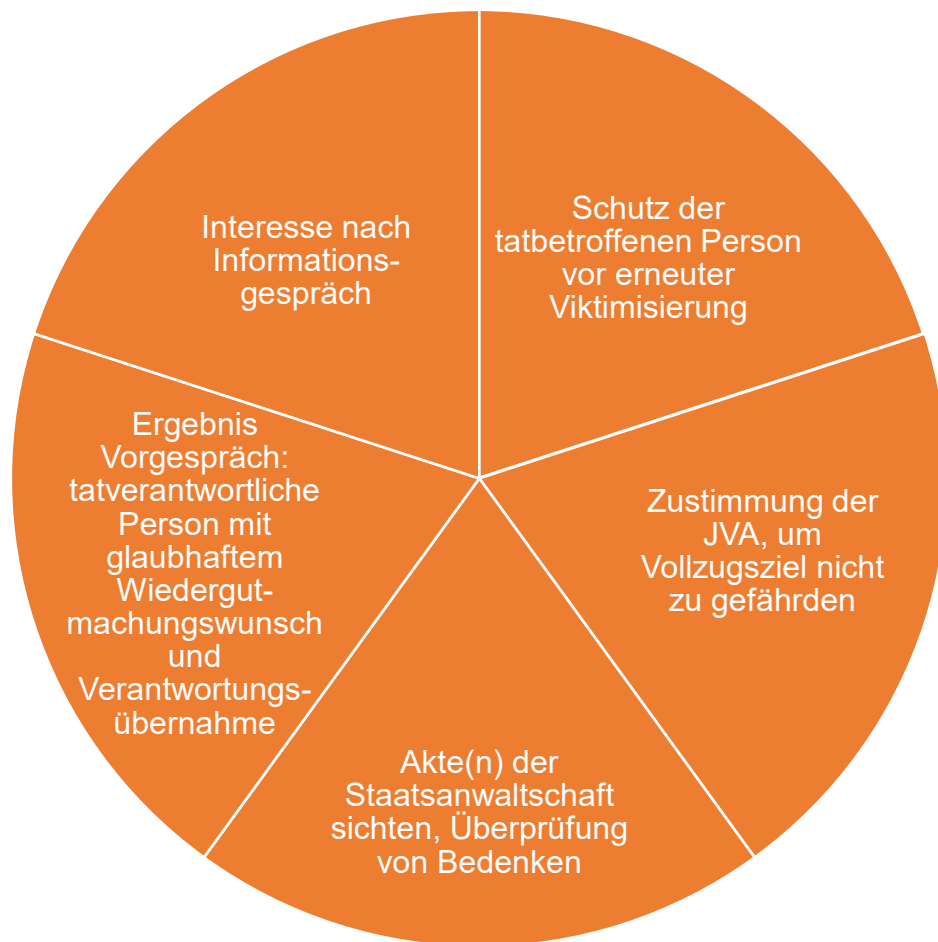 Interesse nach
Informations-
gespräch
Schutz der
tatbetroffenen Person
vor erneuter
Viktimisierung
Zustimmung der
JVA, um
Vollzugsziel nicht
zu gefährden
Akte(n) der
Staatsanwaltschaft
sichten, Überprüfung
von Bedenken
Ergebnis
Vorgespräch:
tatverantwortliche
Person mit
glaubhaftem
Wiedergut-
machungswunsch
und
Verantwortungs-
übernahme